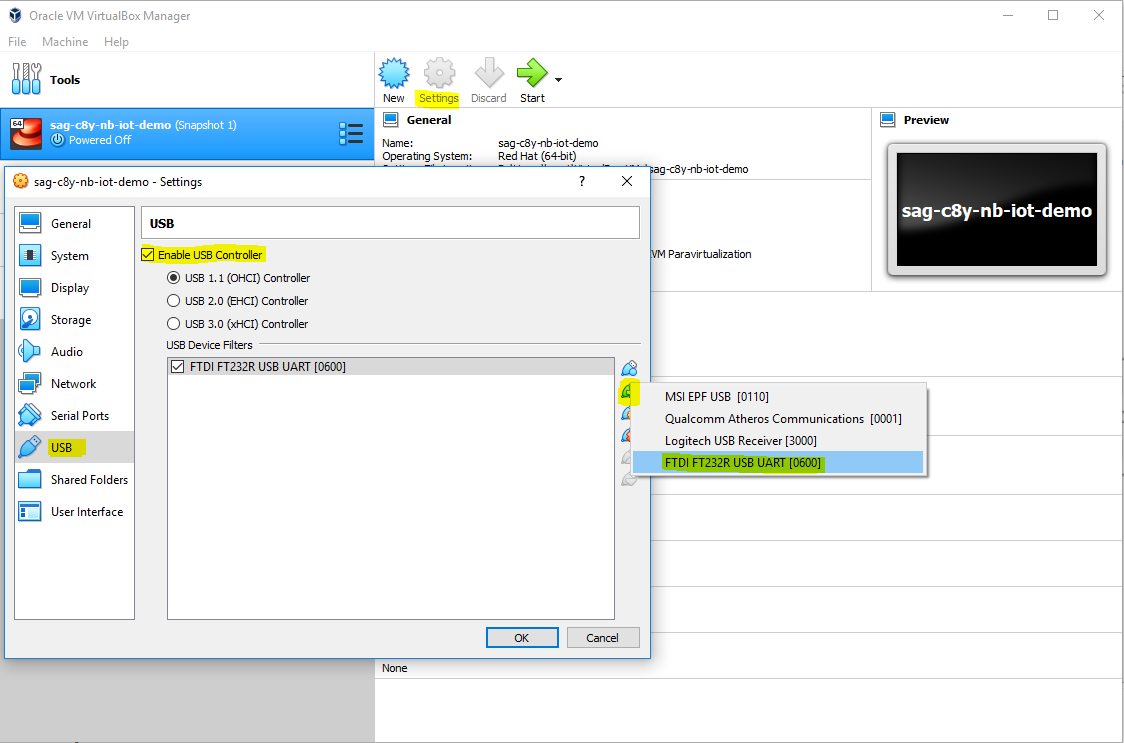 Oracle VM VirtualBox Manager
File Machine Help
Tools
New Settings Discard Start
64
sag-c8y-nb-iot-demo (Snapshot 1)
Powered Off
General
Name: sag-c8y-nb-iot-demo
Operating System: Red Hat (64-bit)
sag-c8y-nb-iot-demo
VM Paravirtualization
Preview
sag-c8y-nb-iot-demo
sag-c8y-nb-iot-demo - Settings
?
General
System
Display
Storage
Audio
Network
Serial Ports
USB
Shared Folders
User Interface
USB
Enable USB Controller
USB 1.1 (OHCI) Controller
USB 2.0 (EHCI) Controller
USB 3.0 (xHCI) Controller
USB Device Filters
FTDI FT232R USB UART [0600]
MSI EPF USB [0110]
Qualcomm Atheros Communications [0001]
Logitech USB Receiver [3000]
FTDI FT232R USB UART [0600]
OK Cancel
None